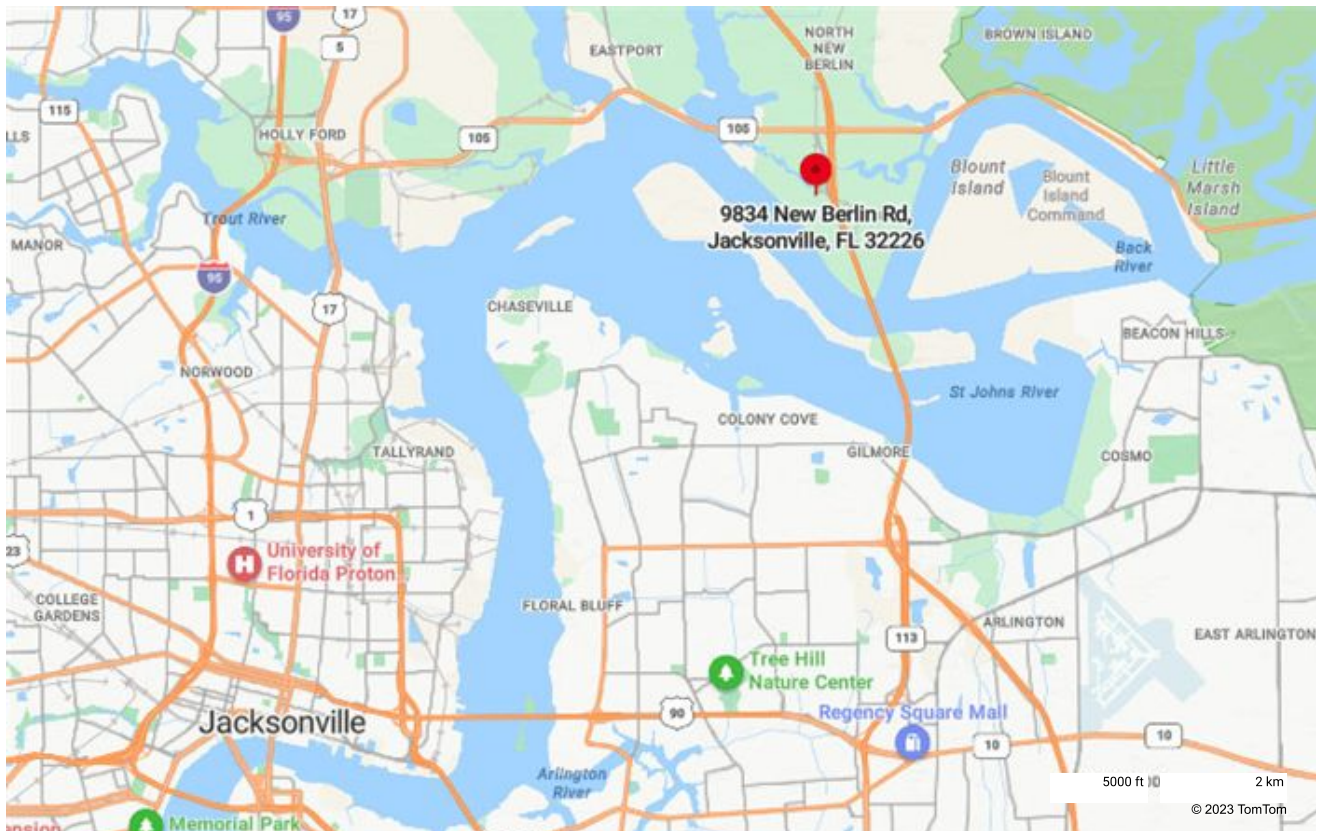 95
17
5
EASTPORT
NORTH
NEW
BERLIN
BROWN ISLAND
115
LLS
HOLLY FORD
105
105
Blount
Island
Blount
Island
Command
Little
Marsh
Island
9834 New Berlin Rd,
Jacksonville, FL 32226
Trout River
MANOR
95
Back
River
17
CHASEVILLE
BEACON HILLS
NORWOOD
St Johns River
COLONY COVE
TALLYRAND
GILMORE
COSMO
1
23
University of
Florida Proton
COLLEGE
GARDENS
FLORAL BLUFF
113
ARLINGTON
EAST ARLINGTON
Tree Hill
Nature Center
90
Regency Square Mall
Jacksonville
10
10
Arlington
River
5000 ft
2 km
© 2023 TomTom
Memorial Park
ension